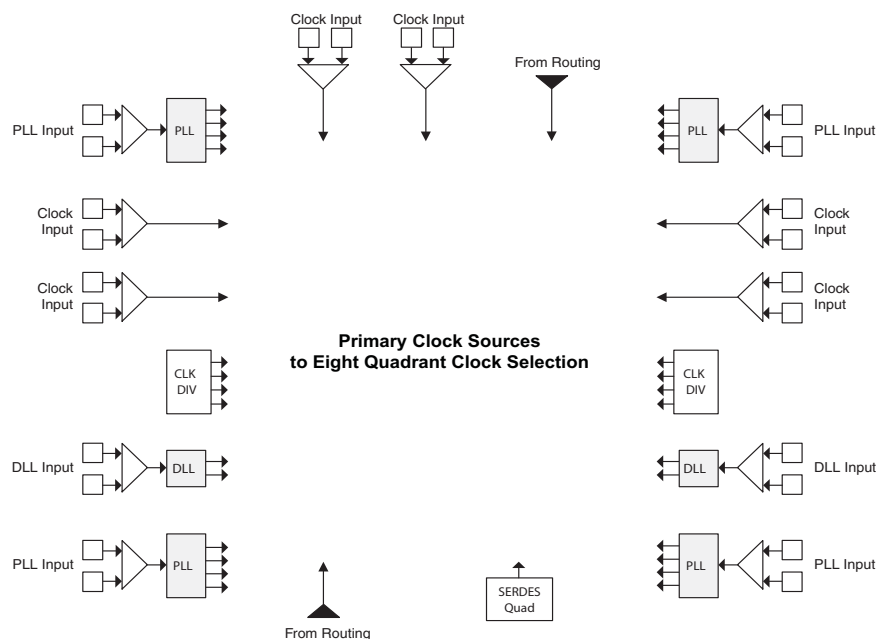 Clock Input
Clock Input
From Routing
PLL Input
PLL
PLL
PLL Input
Clock
Input
Clock
Input
Clock
Input
Clock
Input
Primary Clock Sources
to Eight Quadrant Clock Selection
CLK
DIV
CLK
DIV
DLL Input
DLL
DLL
DLL Input
PLL Input
PLL
PLL
PLL Input
SERDES
Quad
From Routing